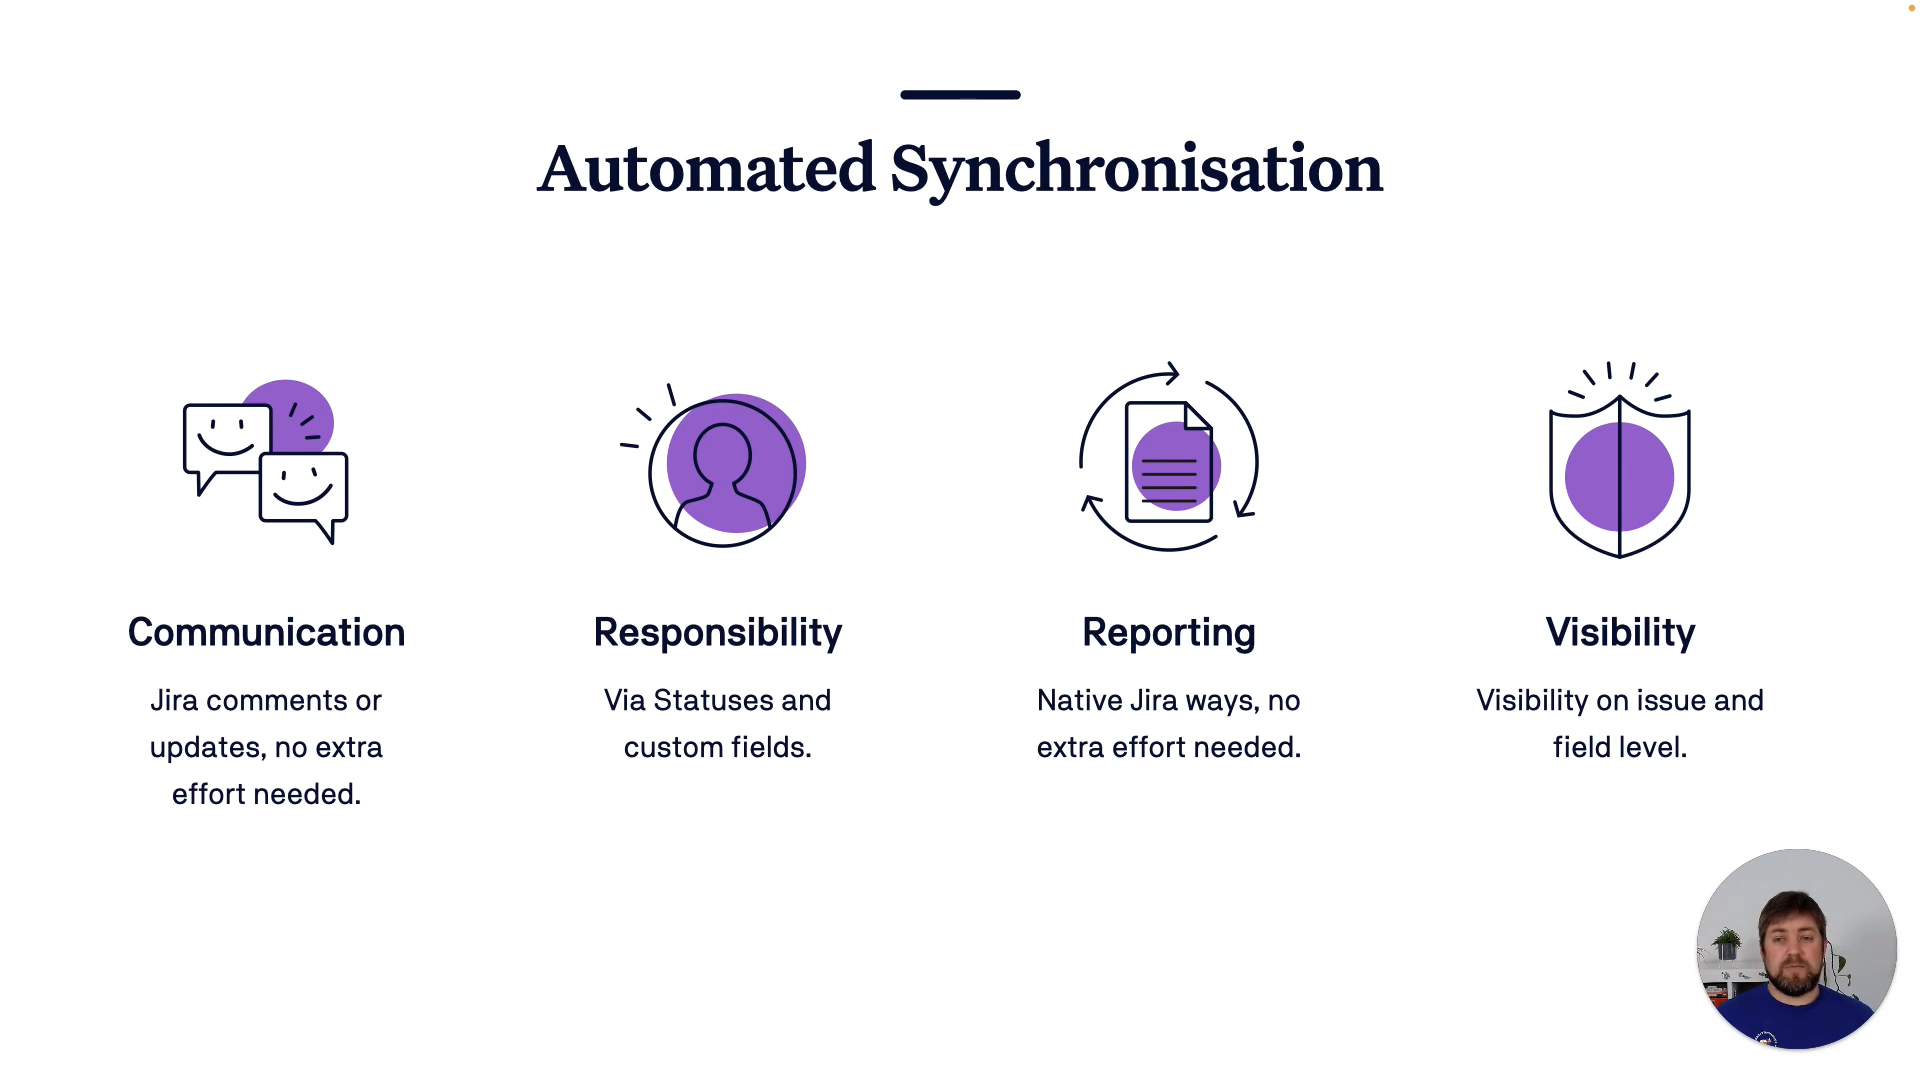 Automated Synchronisation
Communication
Jira comments or
updates, no extra
effort needed.
Responsibility
Via Statuses and
custom fields.
Reporting
Native Jira ways, no
extra effort needed.
Visibility
Visibility on issue and
field level.